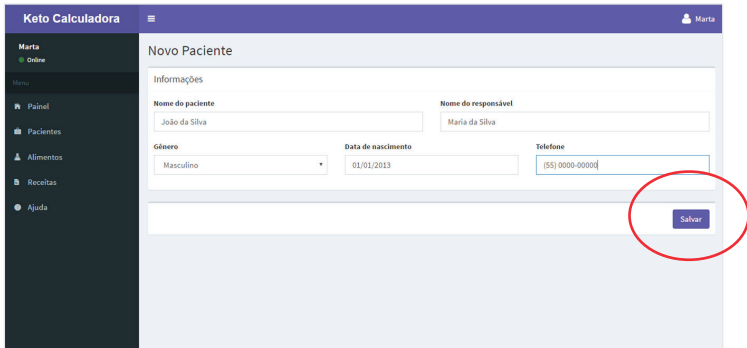 Keto Calculadora
Marta
Marta
Online
Menu
Painel
Pacientes
Alimentos
Receitas
Ajuda
Novo Paciente
Informações
Nome do paciente Nome do responsável
João da Silva Maria da Silva
Gênero Data de nascimento Telefone
Masculino 01/01/2013 (55) 0000-00000
Salvar